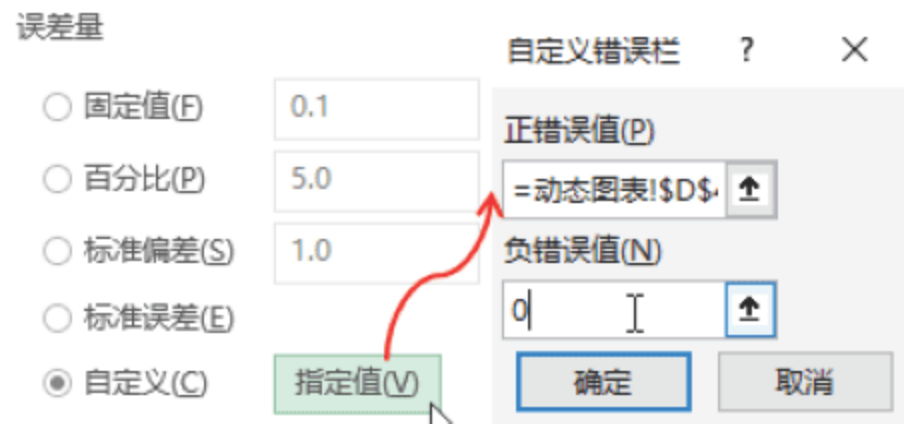 误差量
固定值(F) 0.1
百分比(P) 5.0
标准偏差(S) 1.0
标准误差(E)
自定义(C) 指定值(V)
自定义错误栏 ?
正错误值(P)
=动态图表!$D$
负错误值(N)
0
确定 取消